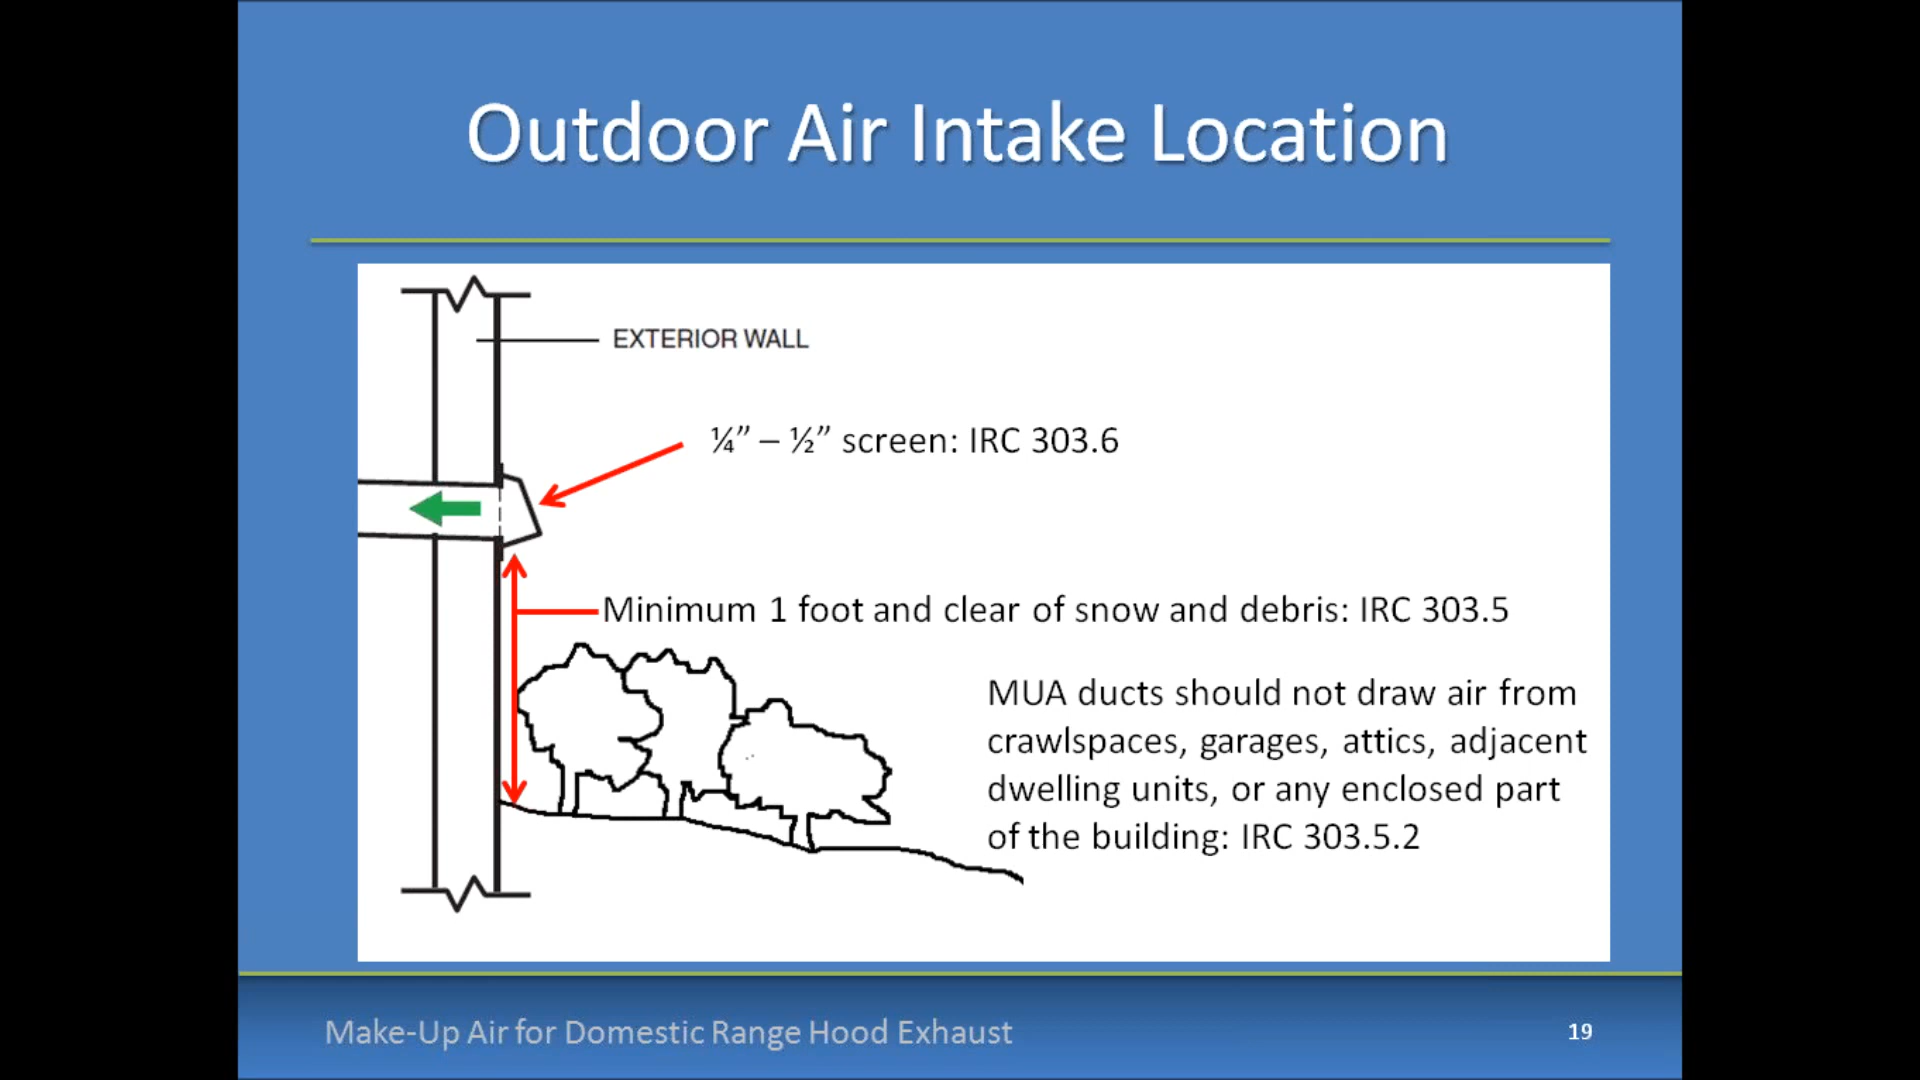 Outdoor Air Intake Location
EXTERIOR WALL
¼” – ½” screen: IRC 303.6
Minimum 1 foot and clear of snow and debris: IRC 303.5
MUA ducts should not draw air from
crawlspaces, garages, attics, adjacent
dwelling units, or any enclosed part
of the building: IRC 303.5.2
Make-Up Air for Domestic Range Hood Exhaust
19